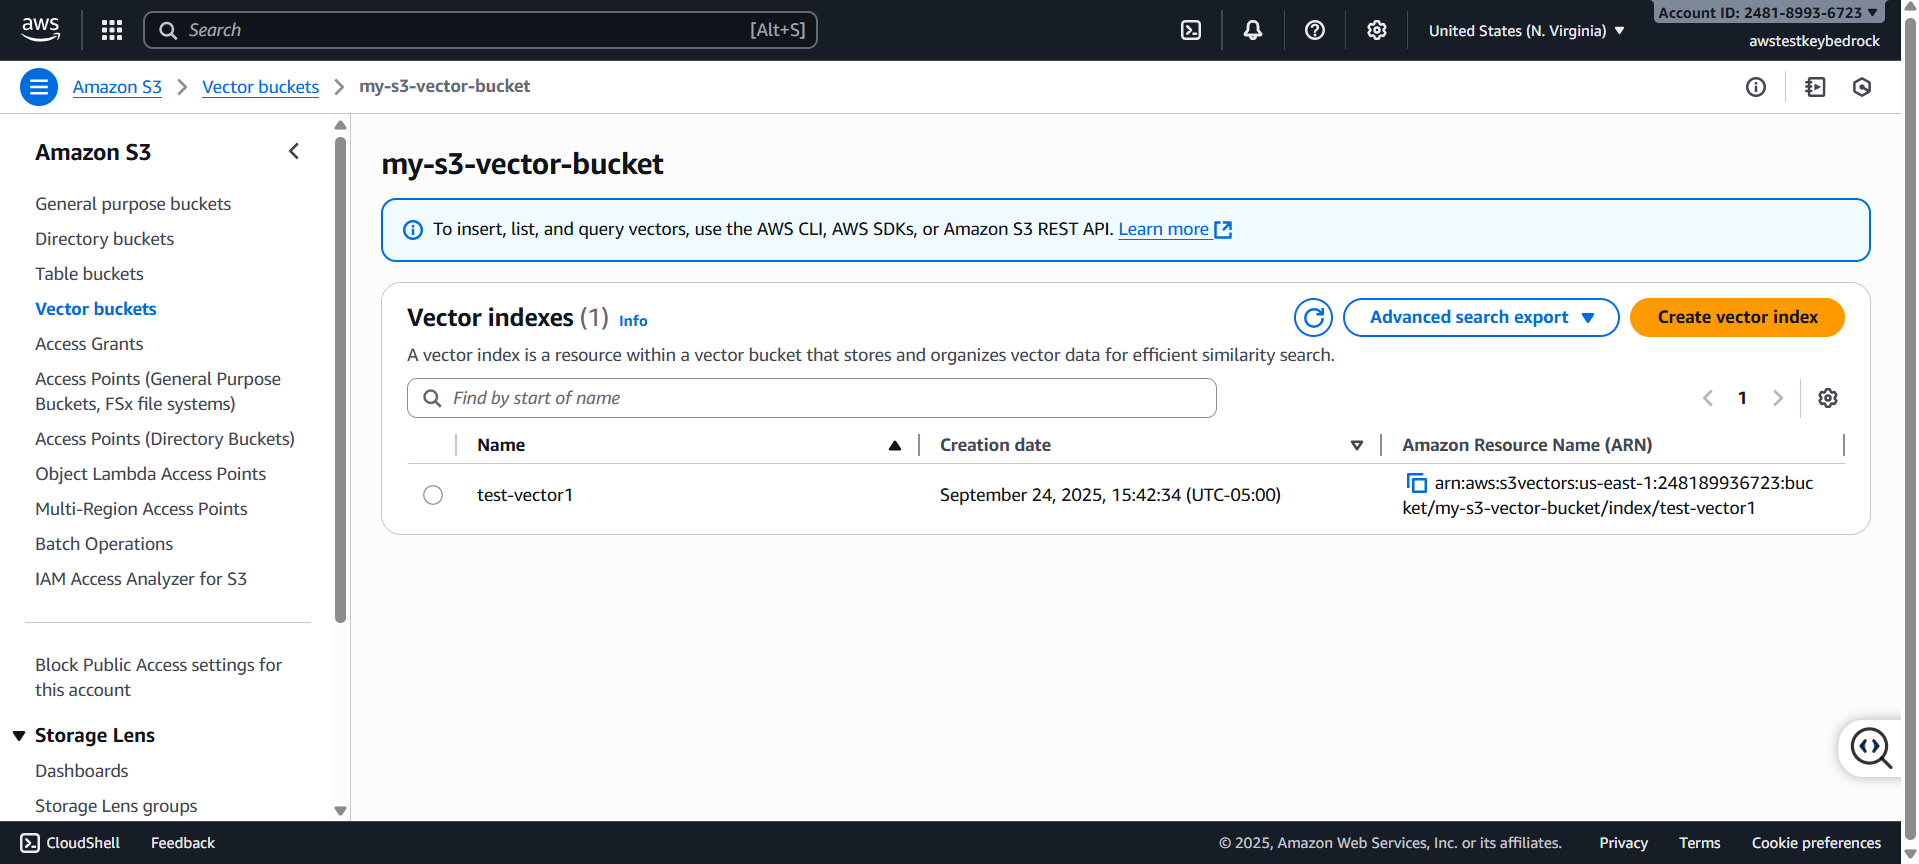 aws
Search
[Alt+S]
United States (N. Virginia)
Account ID: 2481-8993-6723
awstestkeybedrock
Amazon S3
Vector buckets
my-s3-vector-bucket
Amazon S3
General purpose buckets
Directory buckets
Table buckets
Vector buckets
Access Grants
Access Points (General Purpose
Buckets, FSx file systems)
Access Points (Directory Buckets)
Object Lambda Access Points
Multi-Region Access Points
Batch Operations
IAM Access Analyzer for S3
Block Public Access settings for
this account
Storage Lens
Dashboards
Storage Lens groups
my-s3-vector-bucket
To insert, list, and query vectors, use the AWS CLI, AWS SDKs, or Amazon S3 REST API. Learn more
Vector indexes (1) Info
Advanced search export
Create vector index
A vector index is a resource within a vector bucket that stores and organizes vector data for efficient similarity search.
Find by start of name
1
Name
Creation date
Amazon Resource Name (ARN)
test-vector1
September 24, 2025, 15:42:34 (UTC-05:00)
arn:aws:s3vectors:us-east-1:248189936723:buc
ket/my-s3-vector-bucket/index/test-vector1
CloudShell
Feedback
© 2025, Amazon Web Services, Inc. or its affiliates.
Privacy
Terms
Cookie preferences